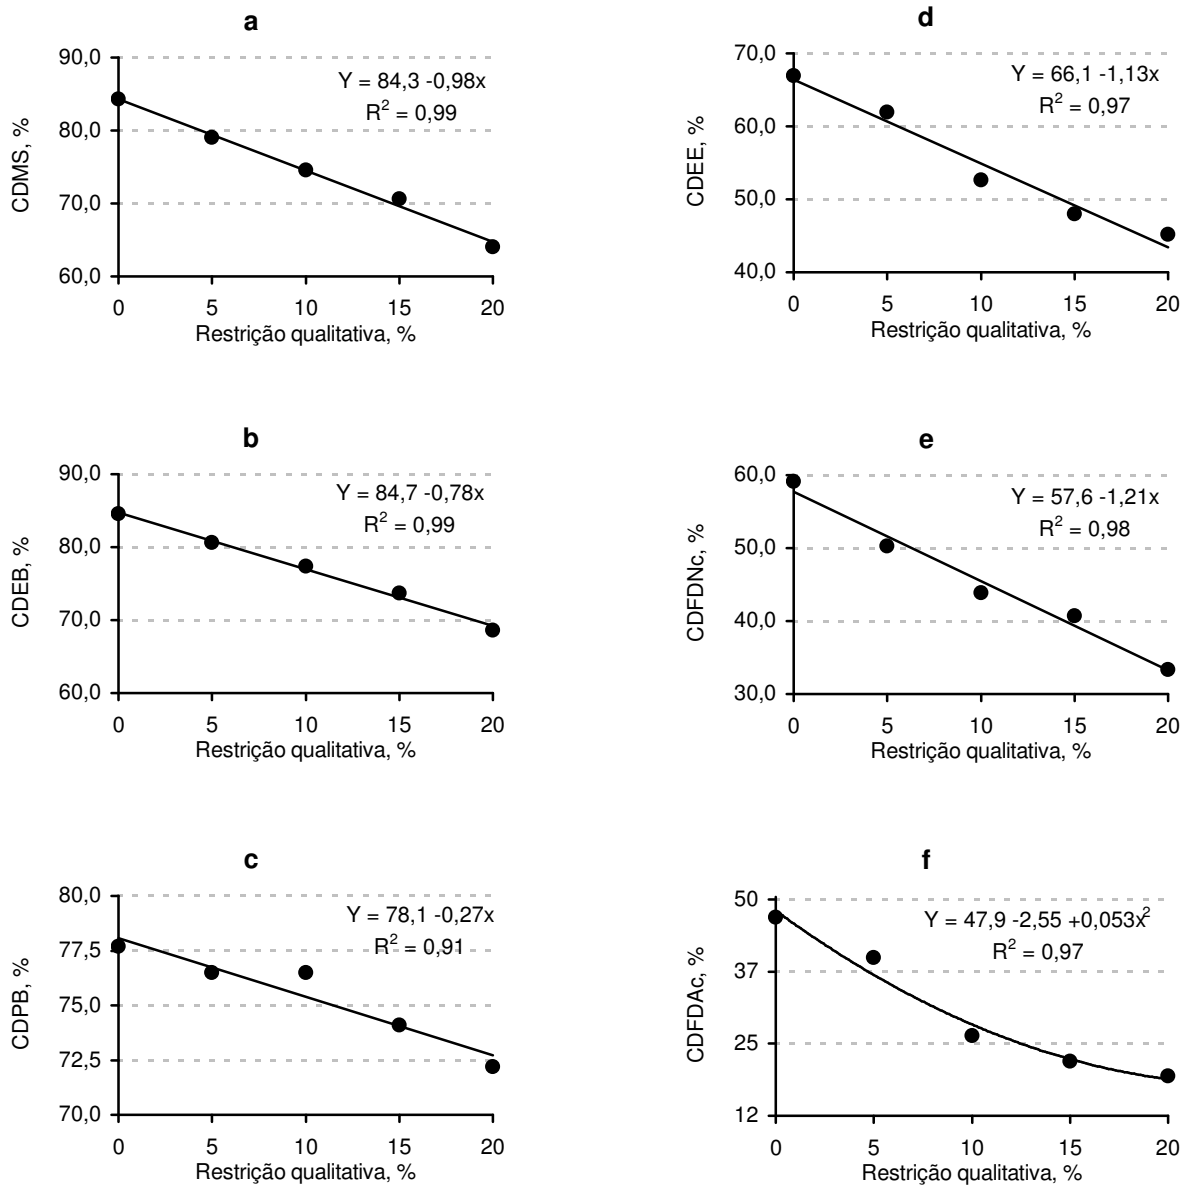 a
90,0
80,0
70,0
60,0
CDMS, %
Y = 84,3 -0,98x
R² = 0,99
0 5 10 15 20
Restrição qualitativa, %
d
70,0
60,0
50,0
40,0
CDEE, %
Y = 66,1 -1,13x
R² = 0,97
0 5 10 15 20
Restrição qualitativa, %
b
90,0
80,0
70,0
60,0
CDEB, %
Y = 84,7 -0,78x
R² = 0,99
0 5 10 15 20
Restrição qualitativa, %
e
60,0
50,0
40,0
30,0
CDFDNc, %
Y = 57,6 -1,21x
R² = 0,98
0 5 10 15 20
Restrição qualitativa, %
c
80,0
77,5
75,0
72,5
70,0
CDPB, %
Y = 78,1 -0,27x
R² = 0,91
0 5 10 15 20
Restrição qualitativa, %
f
50
37
25
12
CDFDAc, %
Y = 47,9 -2,55 +0,053x²
R² = 0,97
0 5 10 15 20
Restrição qualitativa, %